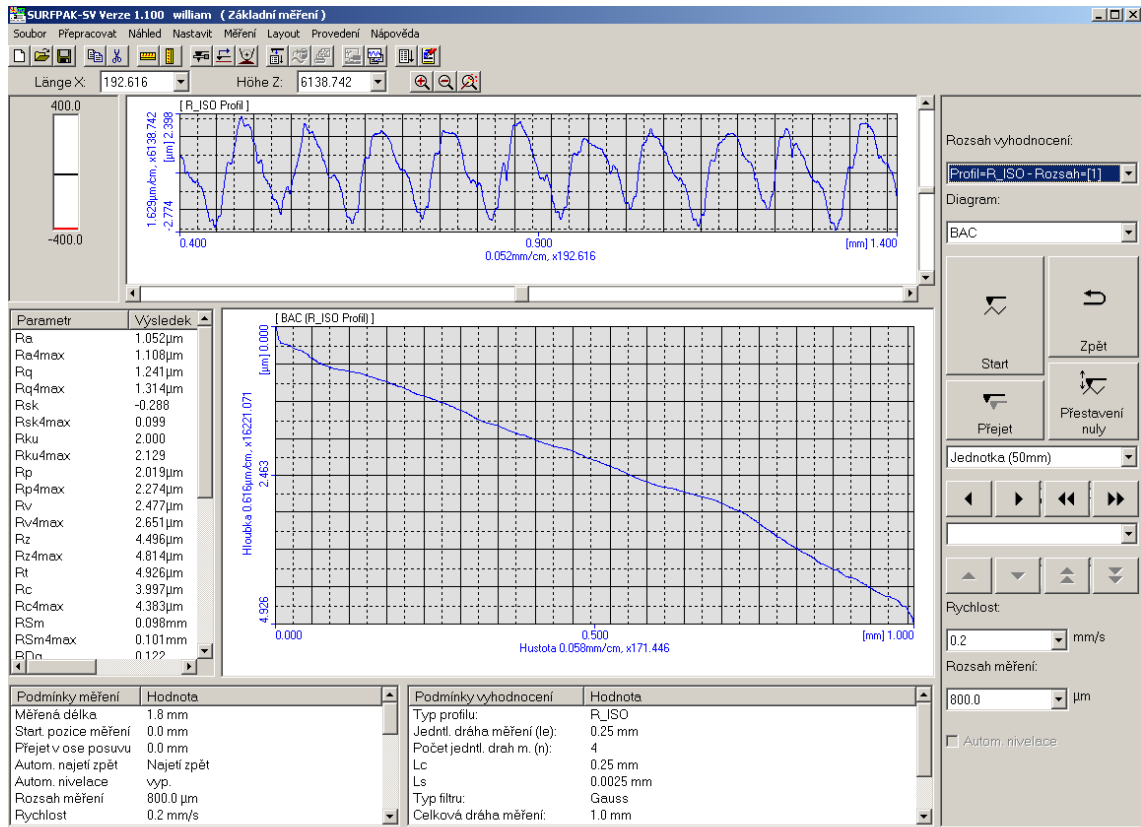 SURFPAK-SV Verze 1.100 william ( Základní měření )
Soubor Přepracovat Náhled Nastavit Měření Layout Provedení Nápověda
Länge X: 192.616 Höhe Z: 6138.742
400.0
-400.0
[ R_ISO Profil ]
1.629µm/cm, x6138.742
-2.774 [µm] 2.398
0.400 0.900 [mm] 1.400
0.052mm/cm, x192.616
Parametr Výsledek
Ra 1.052µm
Ra4max 1.108µm
Rq 1.241µm
Rq4max 1.314µm
Rsk -0.288
Rsk4max 0.099
Rku 2.000
Rku4max 2.129
Rp 2.019µm
Rp4max 2.274µm
Rv 2.477µm
Rv4max 2.651µm
Rz 4.496µm
Rz4max 4.814µm
Rt 4.926µm
Rc 3.997µm
Rc4max 4.383µm
RSm 0.098mm
RSm4max 0.101mm
RDq 0.122
[ BAC (R_ISO Profil) ]
Hloubka 0.616µm/cm, x16221.071
4.926 2.463 [µm] 0.000
0.000 0.500 [mm] 1.000
Hustota 0.058mm/cm, x171.446
Rozsah vyhodnocení:
Profil=R_ISO - Rozsah=[1]
Diagram:
BAC
Start
Zpět
Přejet
Přestavení
nuly
Jednotka (50mm)
Rychlost:
0.2 mm/s
Rozsah měření:
800.0 µm
Autom. nivelace
Podmínky měření Hodnota
Měřená délka 1.8 mm
Start. pozice měření 0.0 mm
Přejet v ose posuvu 0.0 mm
Autom. najetí zpět Najetí zpět
Autom. nivelace vyp.
Rozsah měření 800.0 µm
Rychlost 0.2 mm/s
Podmínky vyhodnocení Hodnota
Typ profilu: R_ISO
Jedntl. dráha měření (le): 0.25 mm
Počet jedntl. drah m. (n): 4
Lc 0.25 mm
Ls 0.0025 mm
Typ filtru: Gauss
Celková dráha měření: 1.0 mm